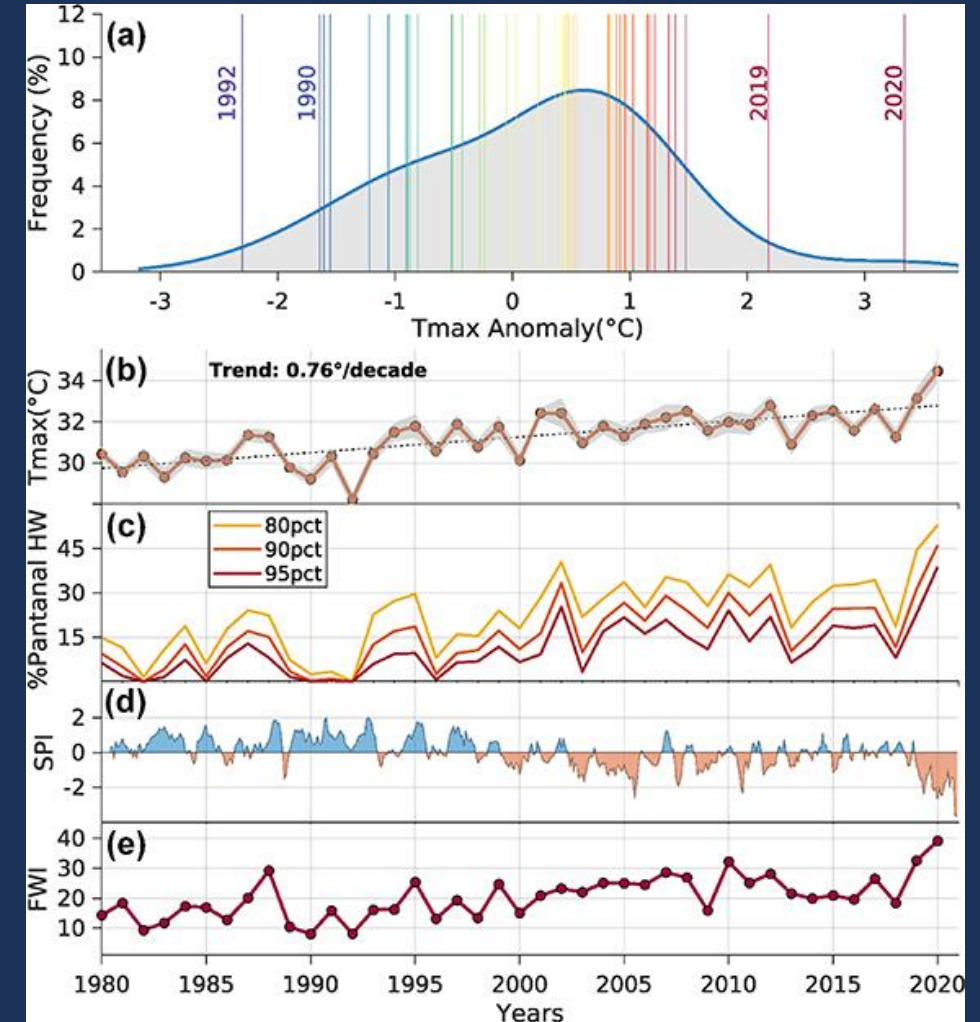 (a)
12
10
8
6
4
2
0
Frequency (%)
1992
1990
2019
2020
-3 -2 -1 0 1 2 3
Tmax Anomaly(°C)
(b)
Trend: 0.76°/decade
34
32
30
Tmax(°C)
(c)
80pct
90pct
95pct
45
30
15
%Pantanal HW
(d)
2
0
-2
SPI
(e)
40
30
20
10
FWI
1980 1985 1990 1995 2000 2005 2010 2015 2020
Years